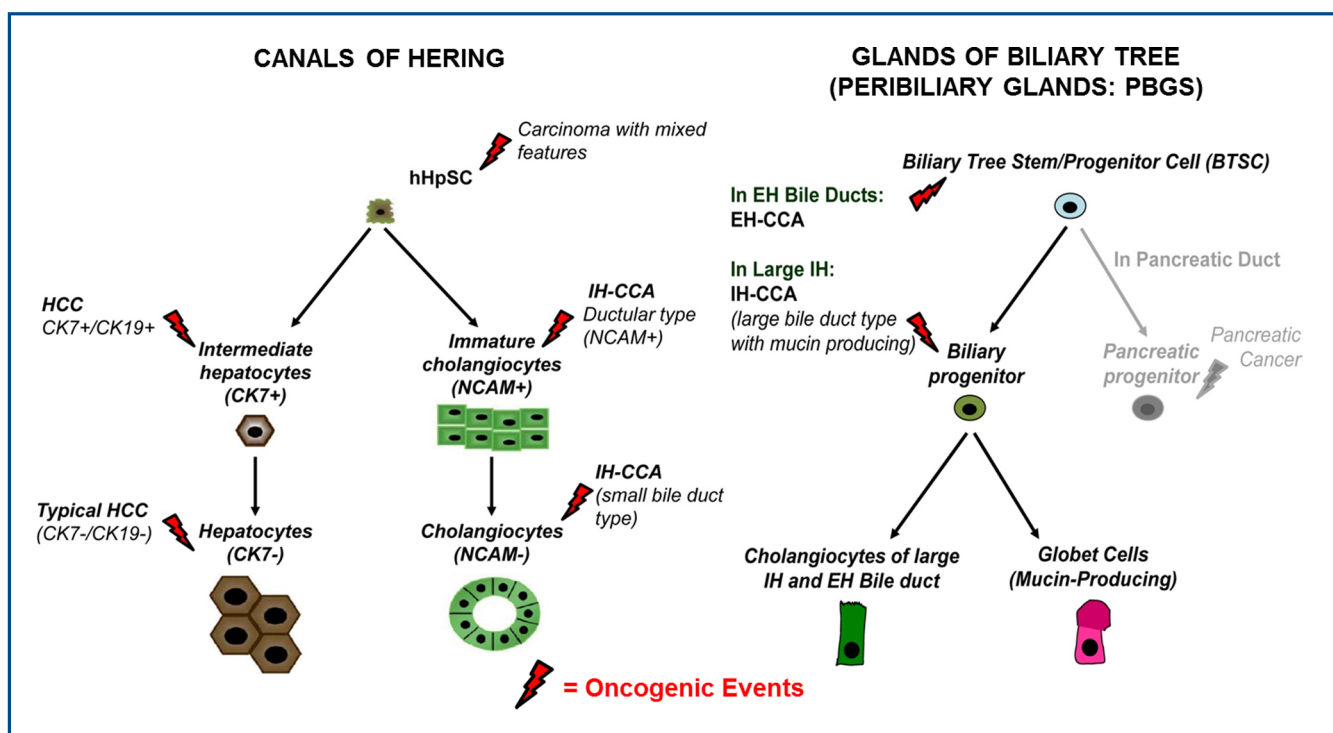 CANALS OF HERING
Carcinoma with mixed
features
hHpSC
HCC
CK7+/CK19+
Intermediate
hepatocytes
(CK7+)
IH-CCA
Ductular type
(NCAM+)
Immature
cholangiocytes
(NCAM+)
Typical HCC
(CK7-/CK19-)
Hepatocytes
(CK7-)
IH-CCA
(small bile duct
type)
Cholangiocytes
(NCAM-)
GLANDS OF BILIARY TREE
(PERIBILIARY GLANDS: PBGS)
Biliary Tree Stem/Progenitor Cell (BTSC)
In EH Bile Ducts:
EH-CCA
In Large IH:
IH-CCA
(large bile duct type
with mucin producing)
In Pancreatic Duct
Biliary
progenitor
Pancreatic
progenitor
Pancreatic
Cancer
Cholangiocytes of large
IH and EH Bile duct
Globet Cells
(Mucin-Producing)
= Oncogenic Events